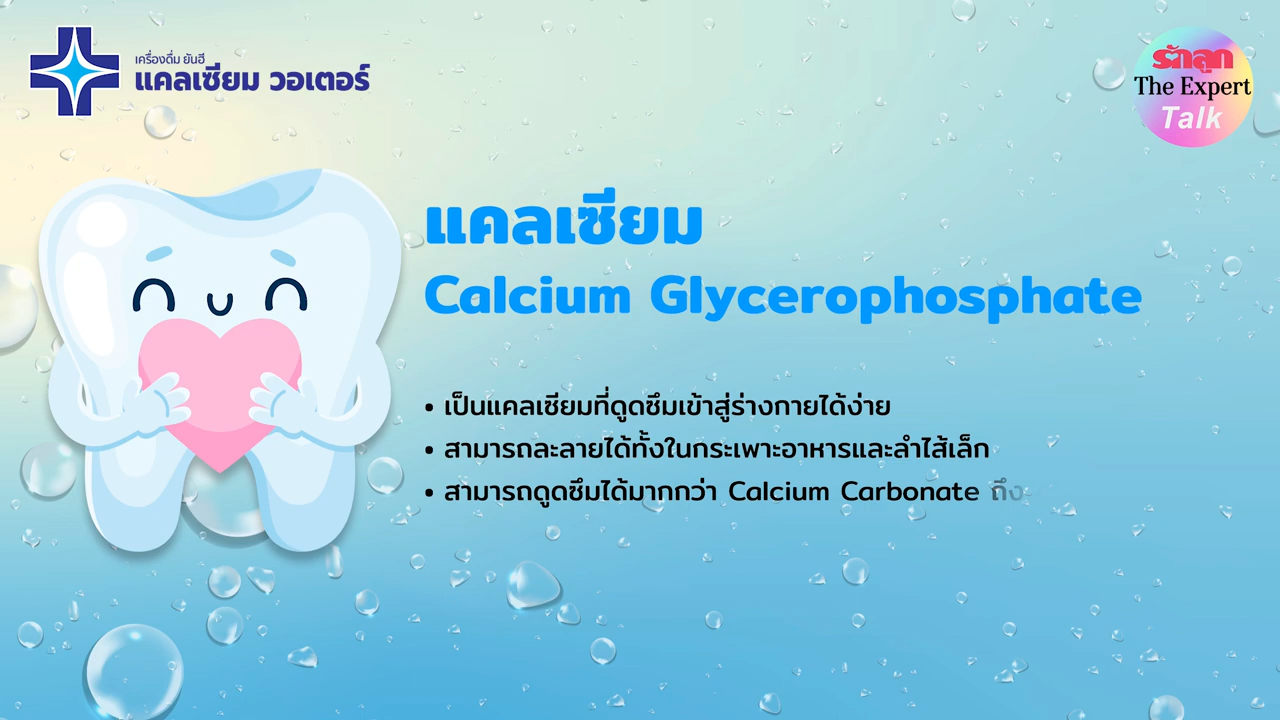 เครื่องดื่ม ยันฮี
แคลเซียม วอเตอร์
รักลูก
The Expert
Talk
แคลเซียม
Calcium Glycerophosphate
• เป็นแคลเซียมที่ดูดซึมเข้าสู่ร่างกายได้ง่าย
• สามารถละลายได้ทั้งในกระเพาะอาหารและลำไส้เล็ก
• สามารถดูดซึมได้มากกว่า Calcium Carbonate ถึง